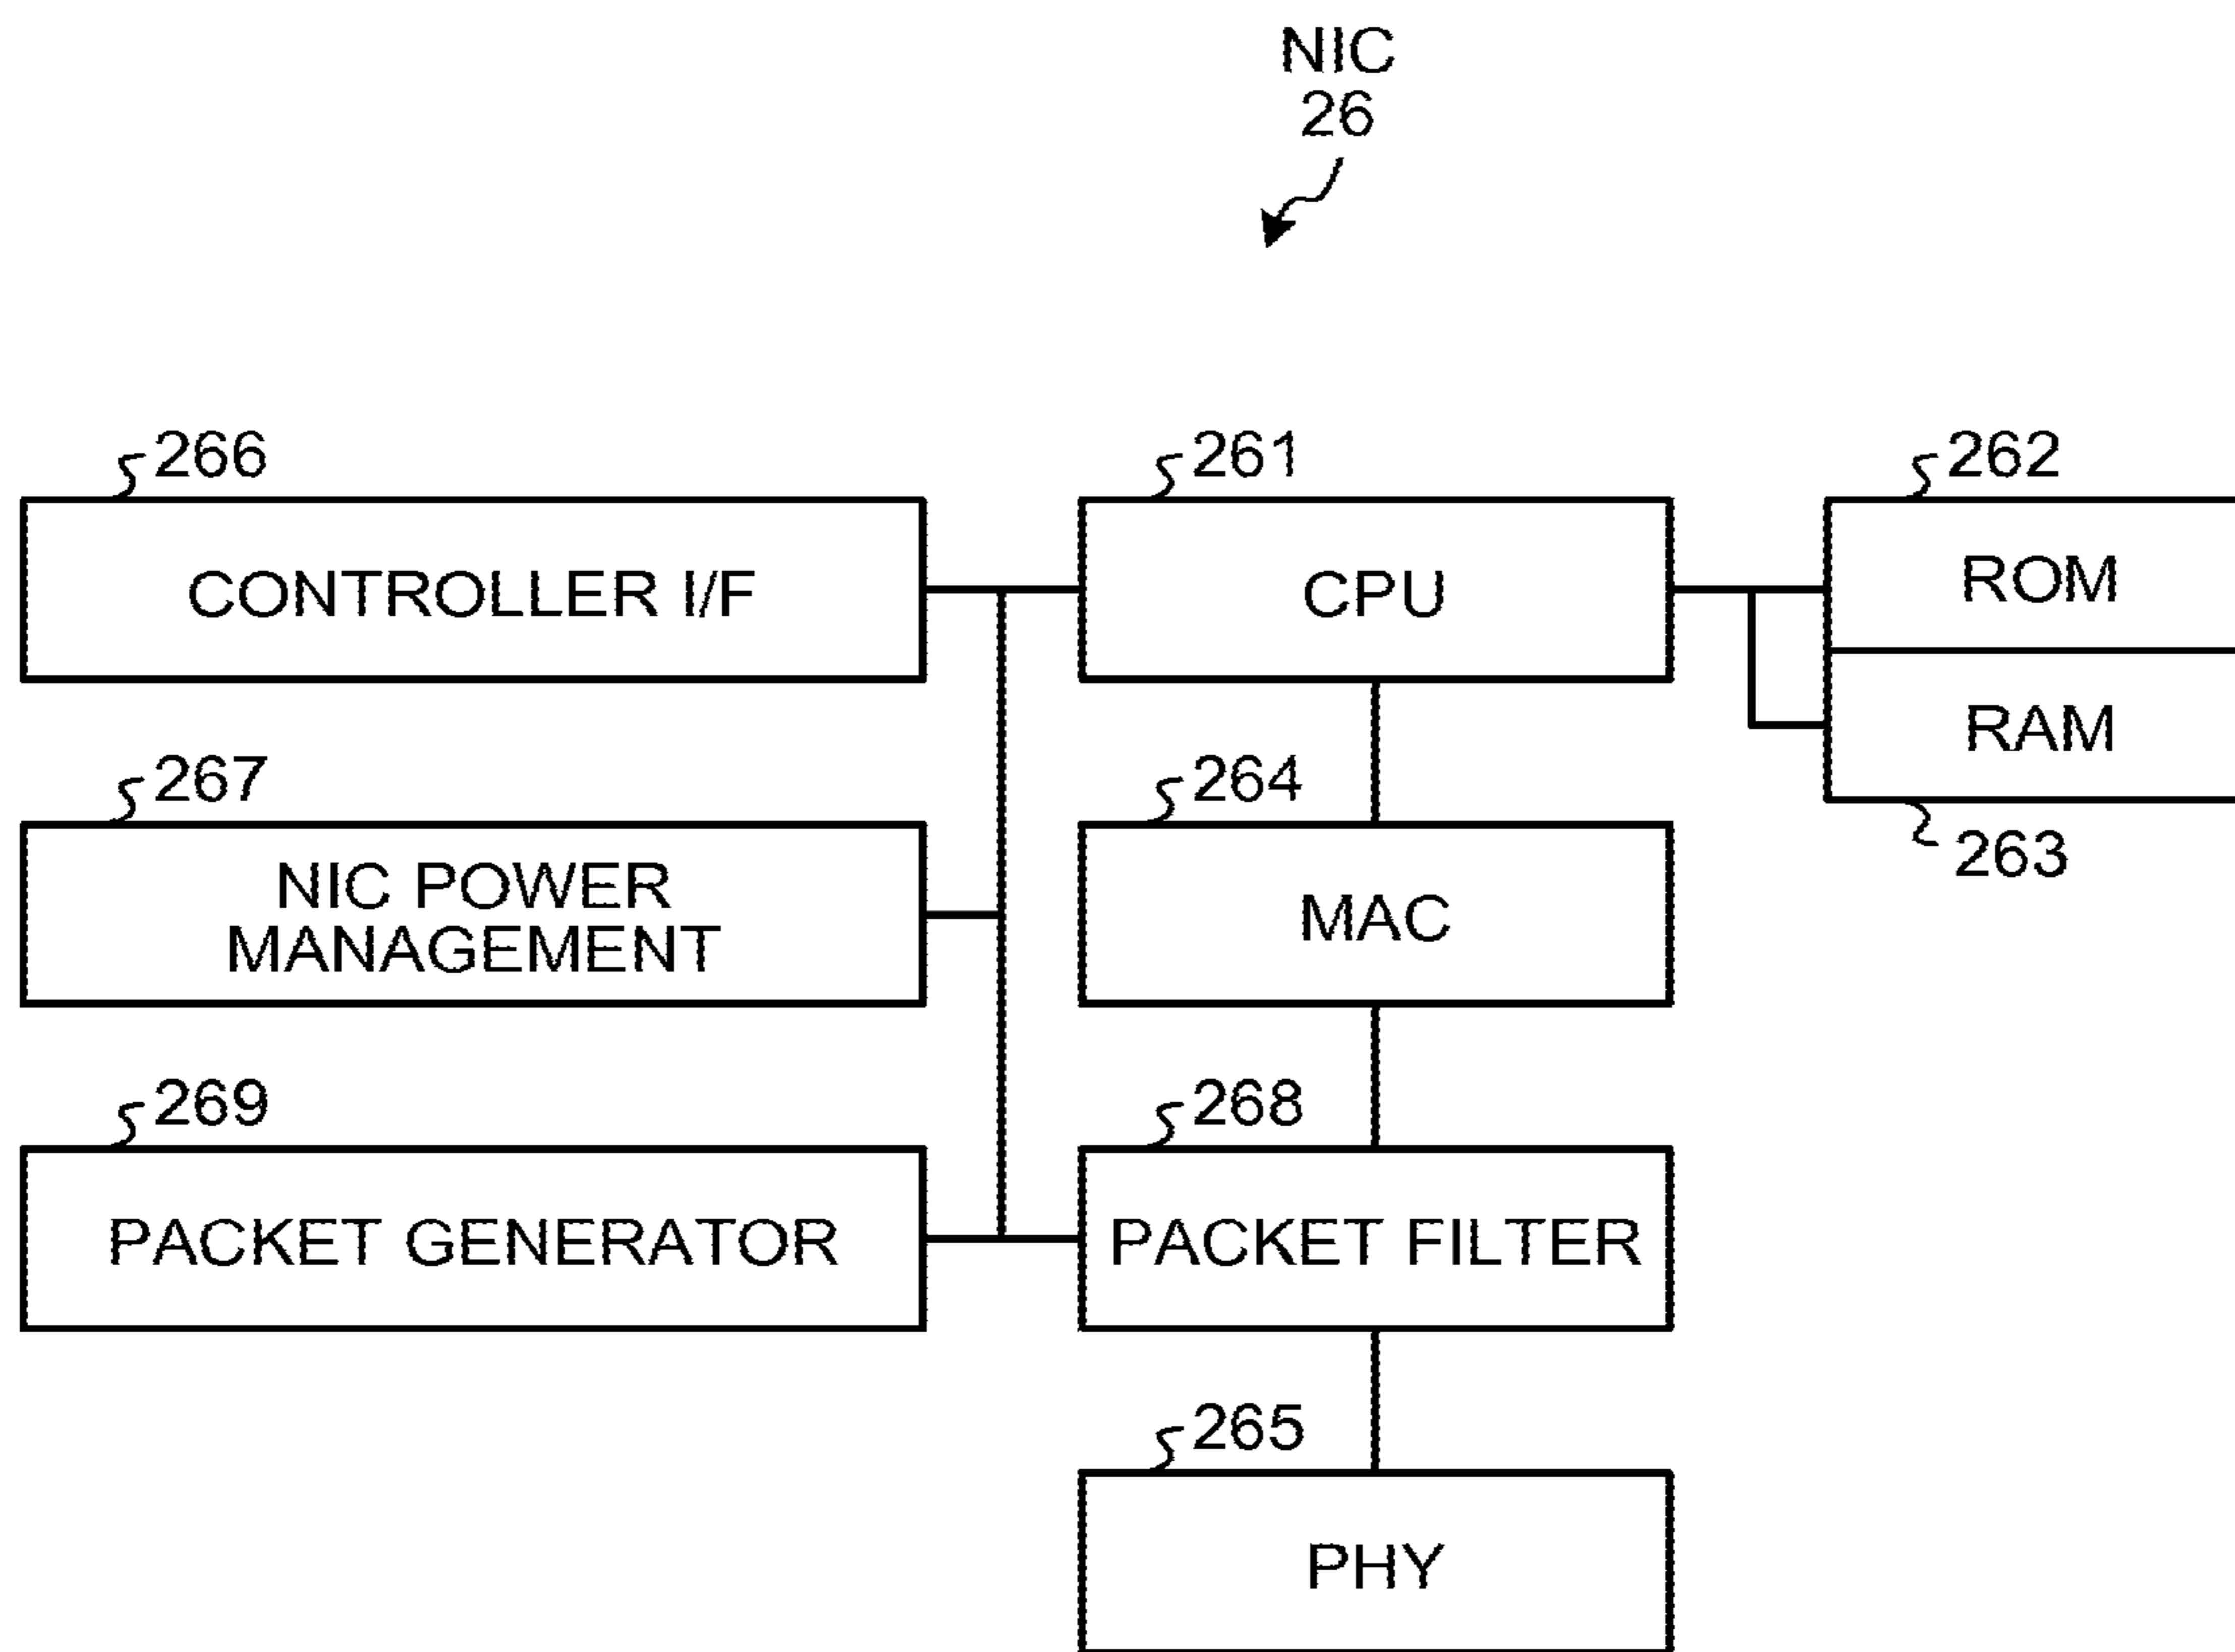 NIC
26
266
CONTROLLER I/F
261
CPU
262
ROM
RAM
263
267
NIC POWER
MANAGEMENT
264
MAC
269
PACKET GENERATOR
268
PACKET FILTER
265
PHY